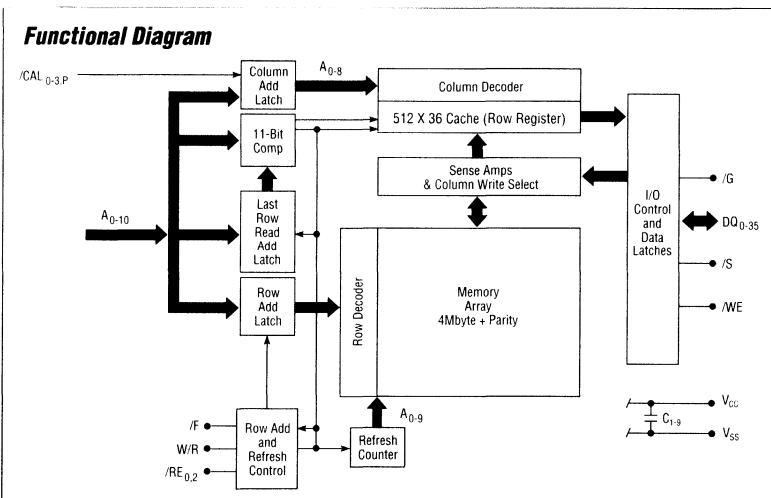 Functional Diagram
/CAL 0-3,P
Column
Add
Latch
A0-8
Column Decoder
512 X 36 Cache (Row Register)
11-Bit
Comp
Sense Amps
& Column Write Select
Last
Row
Read
Add
Latch
A0-10
Row
Add
Latch
Row Decoder
Memory
Array
4Mbyte + Parity
I/O
Control
and
Data
Latches
/G
DQ0-35
/S
/WE
A0-9
/F
W/R
/RE0,2
Row Add
and
Refresh
Control
Refresh
Counter
VCC
C1-9
VSS